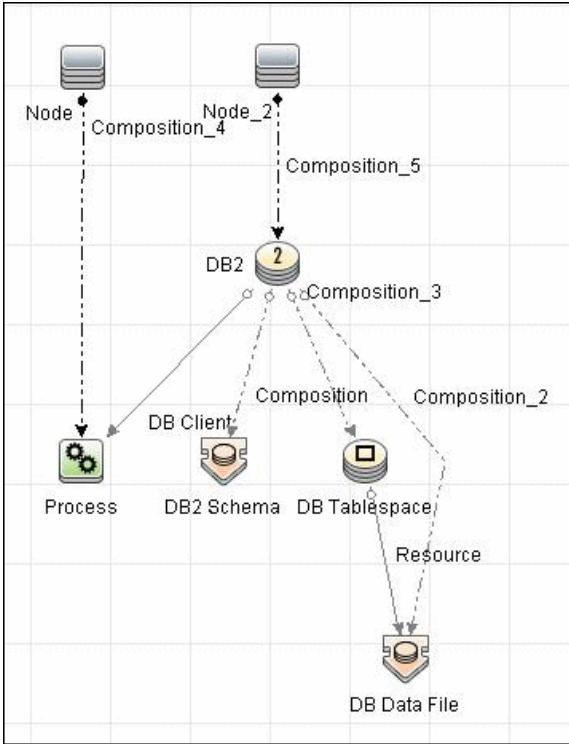 Node
Composition_4
Node_2
Composition_5
DB2
2
Composition_3
Composition
Composition_2
DB Client
Process
DB2 Schema
DB Tablespace
Resource
DB Data File